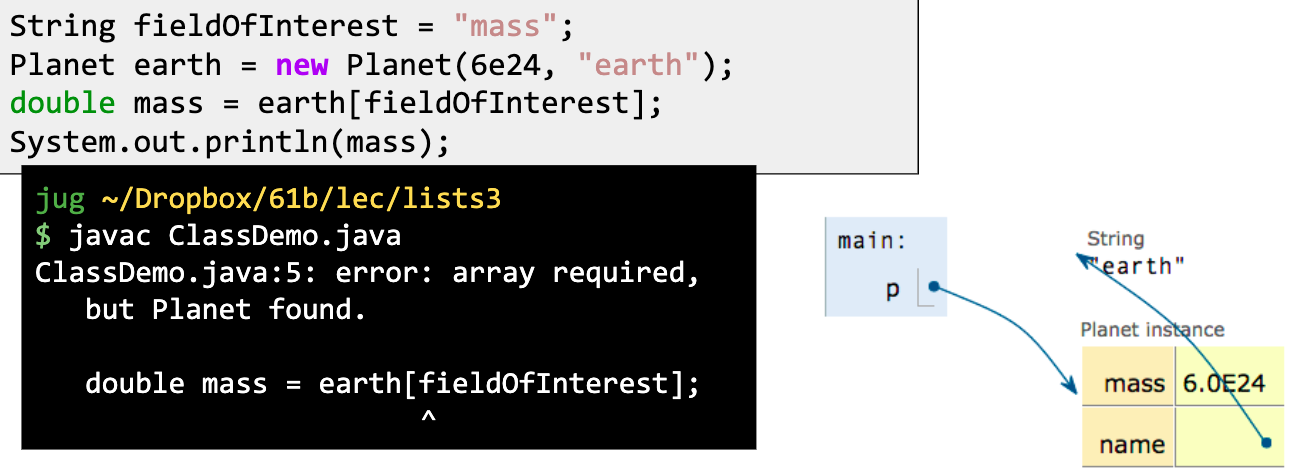 String fieldOfInterest = "mass";
Planet earth = new Planet(6e24, "earth");
double mass = earth[fieldOfInterest];
System.out.println(mass);
jug ~/Dropbox/61b/lec/lists3
$ javac ClassDemo.java
ClassDemo.java:5: error: array required,
but Planet found.
double mass = earth[fieldOfInterest];
^
main:
p
String
"earth"
Planet instance
mass 6.0E24
name